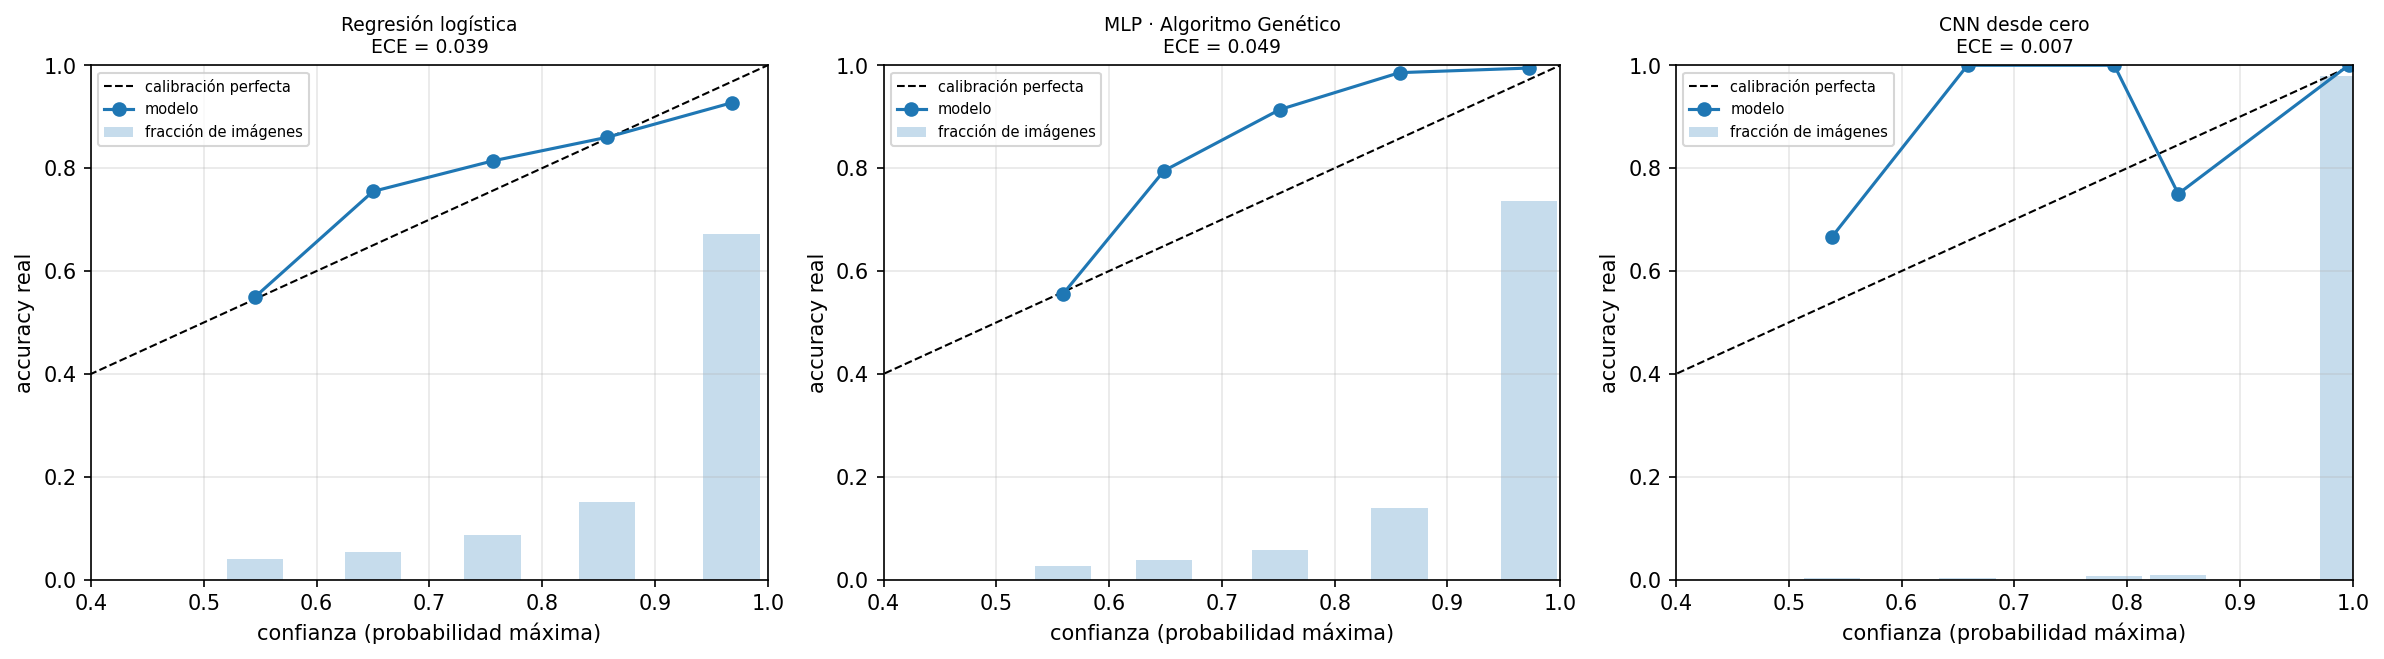 Regresión logística
ECE = 0.039
calibración perfecta
modelo
fracción de imágenes
accuracy real
1.0
0.8
0.6
0.4
0.2
0.0
0.4 0.5 0.6 0.7 0.8 0.9 1.0
confianza (probabilidad máxima)
MLP · Algoritmo Genético
ECE = 0.049
calibración perfecta
modelo
fracción de imágenes
accuracy real
1.0
0.8
0.6
0.4
0.2
0.0
0.4 0.5 0.6 0.7 0.8 0.9 1.0
confianza (probabilidad máxima)
CNN desde cero
ECE = 0.007
calibración perfecta
modelo
fracción de imágenes
accuracy real
1.0
0.8
0.6
0.4
0.2
0.0
0.4 0.5 0.6 0.7 0.8 0.9 1.0
confianza (probabilidad máxima)